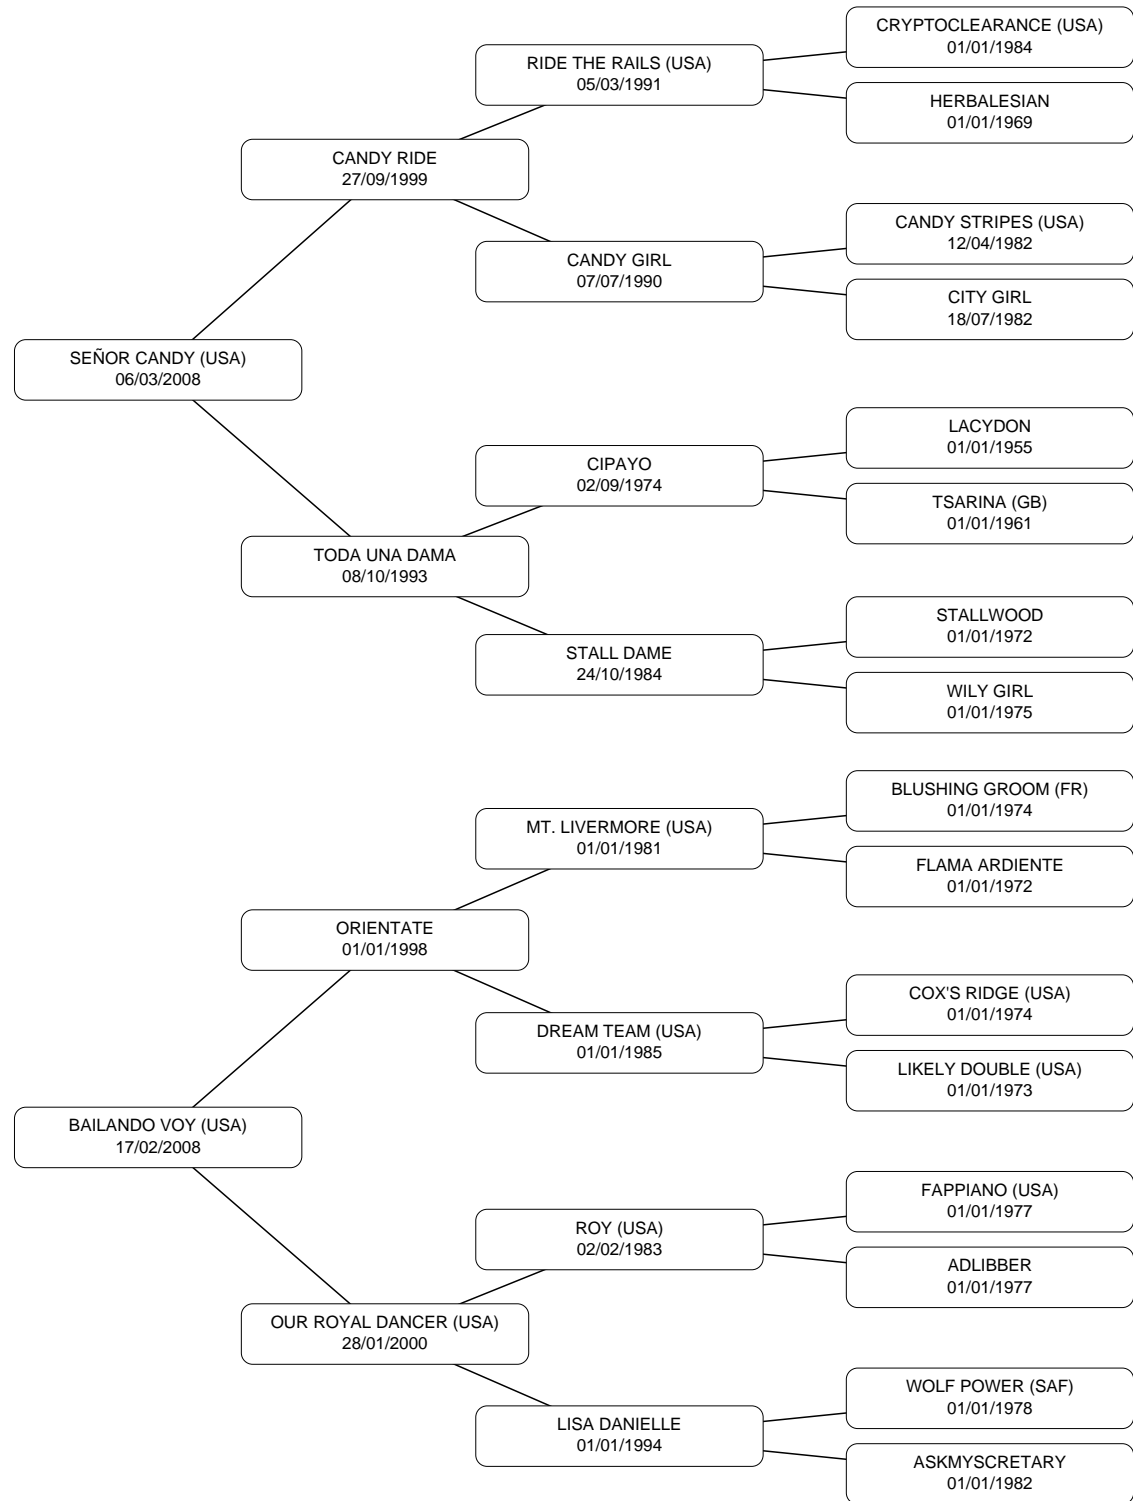 CRYPTOCLEARANCE (USA)
01/01/1984
RIDE THE RAILS (USA)
05/03/1991
HERBALESIAN
01/01/1969
CANDY RIDE
27/09/1999
CANDY STRIPES (USA)
12/04/1982
CANDY GIRL
07/07/1990
CITY GIRL
18/07/1982
SEÑOR CANDY (USA)
06/03/2008
LACYDON
01/01/1955
CIPAYO
02/09/1974
TSARINA (GB)
01/01/1961
TODA UNA DAMA
08/10/1993
STALLWOOD
01/01/1972
STALL DAME
24/10/1984
WILY GIRL
01/01/1975
BLUSHING GROOM (FR)
01/01/1974
MT. LIVERMORE (USA)
01/01/1981
FLAMA ARDIENTE
01/01/1972
ORIENTATE
01/01/1998
COX'S RIDGE (USA)
01/01/1974
DREAM TEAM (USA)
01/01/1985
LIKELY DOUBLE (USA)
01/01/1973
BAILANDO VOY (USA)
17/02/2008
FAPPIANO (USA)
01/01/1977
ROY (USA)
02/02/1983
ADLIBBER
01/01/1977
OUR ROYAL DANCER (USA)
28/01/2000
WOLF POWER (SAF)
01/01/1978
LISA DANIELLE
01/01/1994
ASKMYSCRETARY
01/01/1982